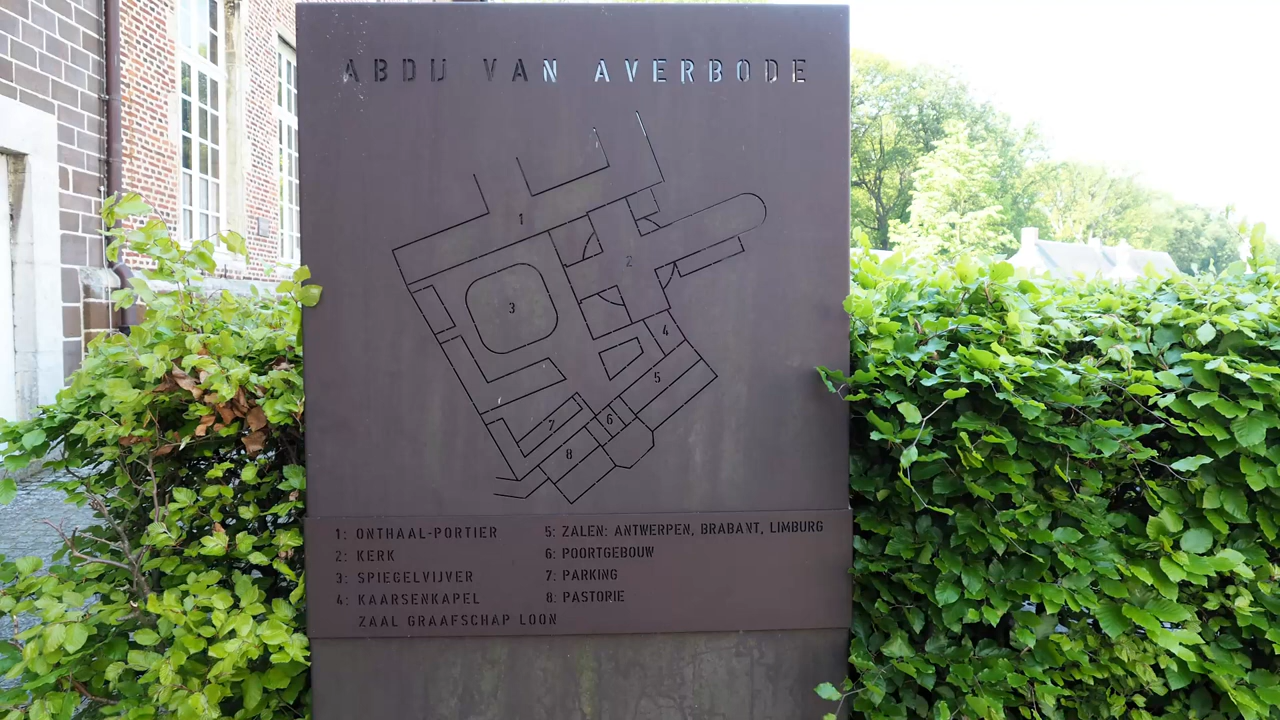 ABDIJ VAN AVERBODE
1
2
3
4
5
6
7
8
1: ONTHAAL-PORTIER
2: KERK
3: SPIEGELVIJVER
4: KAARSENKAPEL
ZAAL GRAAFSCHAP LOON
5: ZALEN: ANTWERPEN, BRABANT, LIMBURG
6: POORTGEBOUW
7: PARKING
8: PASTORIE